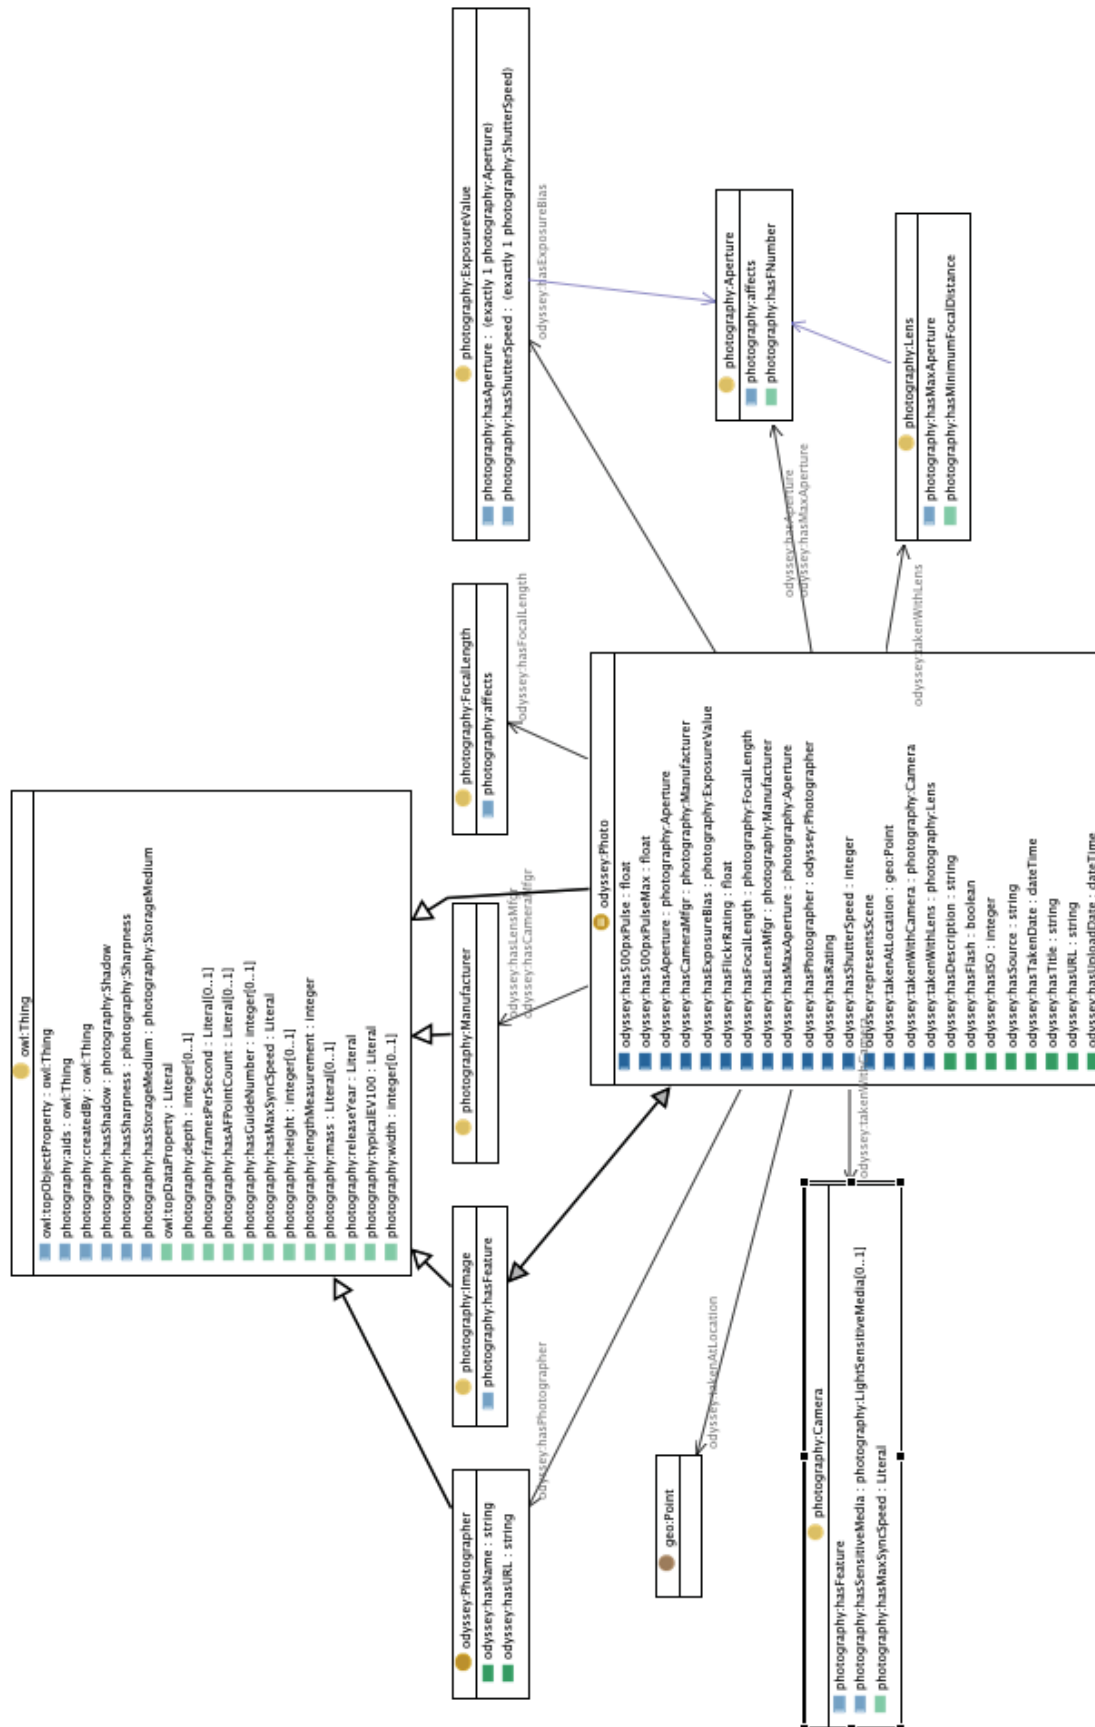 owl:Thing
owl:topObjectProperty : owl:Thing
photography:aids : owl:Thing
photography:createdBy : owl:Thing
photography:hasShadow : photography:Shadow
photography:hasSharpness : photography:Sharpness
photography:hasStorageMedium : photography:StorageMedium
owl:topDataProperty : Literal
photography:depth : integer[0..1]
photography:framesPerSecond : Literal[0..1]
photography:hasAFPointCount : Literal[0..1]
photography:hasGuideNumber : integer[0..1]
photography:hasMaxSyncSpeed : Literal
photography:height : integer[0..1]
photography:lengthMeasurement : integer
photography:mass : Literal[0..1]
photography:releaseYear : Literal
photography:typicalEV100 : Literal
photography:width : integer[0..1]
odyssey:Photographer
odyssey:hasName : string
odyssey:hasURL : string
photography:Image
photography:hasFeature
photography:Manufacturer
photography:FocalLength
photography:affects
photography:ExposureValue
photography:hasAperture : (exactly 1 photography:Aperture)
photography:hasShutterSpeed : (exactly 1 photography:ShutterSpeed)
odyssey:hasPhotographer
odyssey:hasLensMfgr
odyssey:hasCameraMfgr
odyssey:hasFocalLength
odyssey:hasExposureBias
geo:Point
odyssey:takenAtLocation
odyssey:Photo
odyssey:has500pxPulse : float
odyssey:has500pxPulseMax : float
odyssey:hasAperture : photography:Aperture
odyssey:hasCameraMfgr : photography:Manufacturer
odyssey:hasExposureBias : photography:ExposureValue
odyssey:hasFlickrRating : float
odyssey:hasFocalLength : photography:FocalLength
odyssey:hasLensMfgr : photography:Manufacturer
odyssey:hasMaxAperture : photography:Aperture
odyssey:hasPhotographer : odyssey:Photographer
odyssey:hasRating
odyssey:hasShutterSpeed : integer
odyssey:representsScene
odyssey:takenAtLocation : geo:Point
odyssey:takenWithCamera : photography:Camera
odyssey:takenWithLens : photography:Lens
odyssey:hasDescription : string
odyssey:hasFlash : boolean
odyssey:hasISO : integer
odyssey:hasSource : string
odyssey:hasTakenDate : dateTime
odyssey:hasTitle : string
odyssey:hasURL : string
odyssey:hasUploadDate : dateTime
photography:Aperture
photography:affects
photography:hasFNumber
odyssey:hasAperture
odyssey:hasMaxAperture
photography:Camera
photography:hasFeature
photography:hasSensitiveMedia : photography:LightSensitiveMedia[0..1]
photography:hasMaxSyncSpeed : Literal
odyssey:takenWithCamera
photography:Lens
photography:hasMaxAperture
photography:hasMinimumFocalDistance
odyssey:takenWithLens